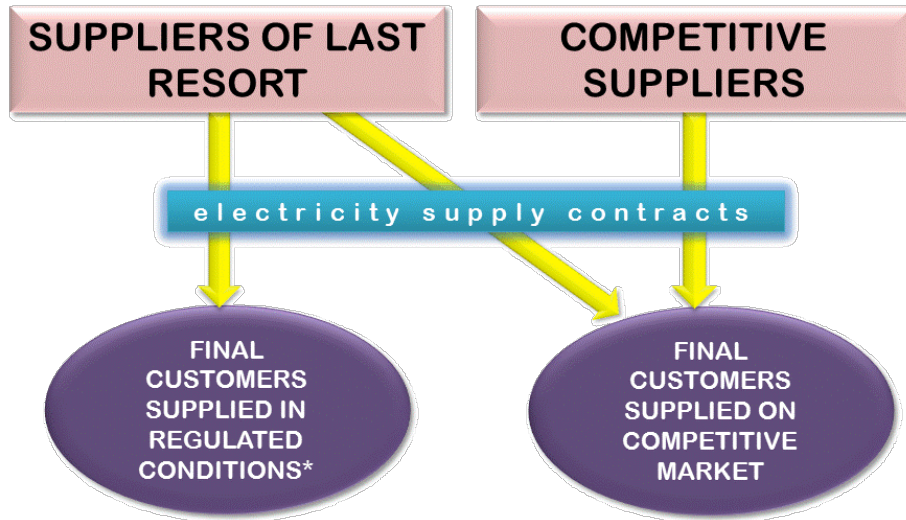 SUPPLIERS OF LAST
RESORT
COMPETITIVE
SUPPLIERS
electricity supply contracts
FINAL
CUSTOMERS
SUPPLIED IN
REGULATED
CONDITIONS*
FINAL
CUSTOMERS
SUPPLIED ON
COMPETITIVE
MARKET